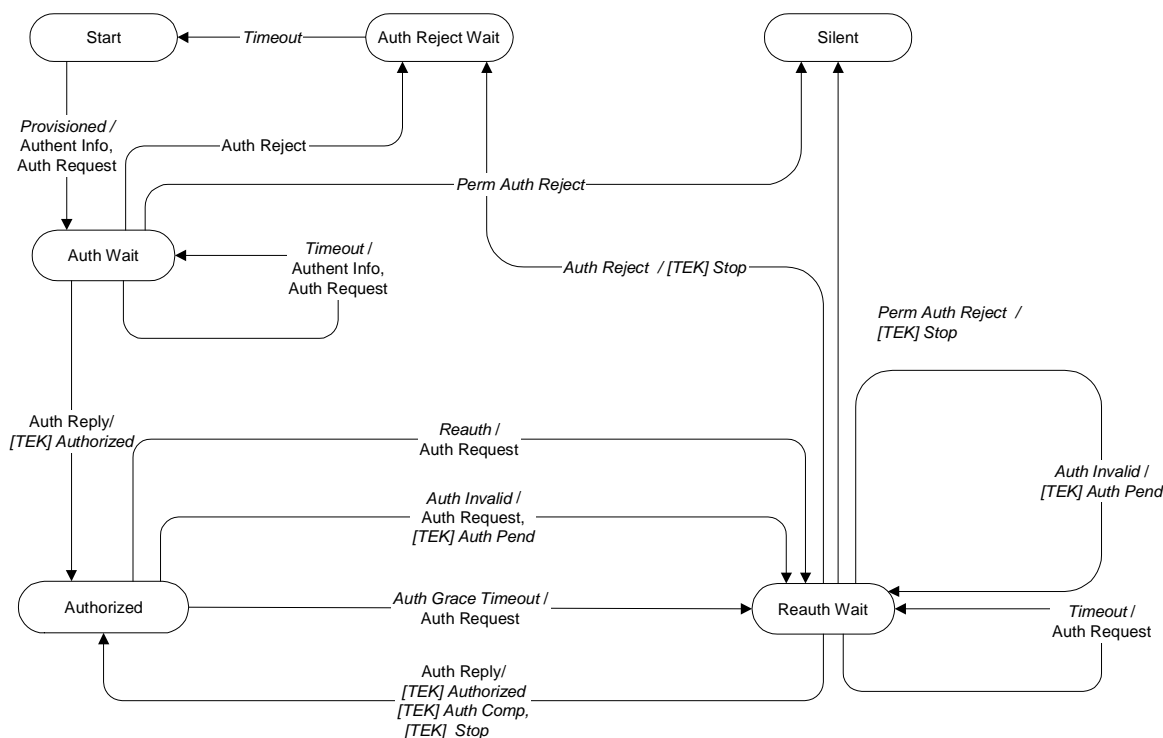 Start
Timeout
Auth Reject Wait
Silent
Provisioned /
Authent Info,
Auth Request
Auth Reject
Perm Auth Reject
Auth Wait
Timeout /
Authent Info,
Auth Request
Auth Reject / [TEK] Stop
Perm Auth Reject /
[TEK] Stop
Auth Reply/
[TEK] Authorized
Reauth /
Auth Request
Auth Invalid /
[TEK] Auth Pend
Auth Invalid /
Auth Request,
[TEK] Auth Pend
Authorized
Auth Grace Timeout /
Auth Request
Reauth Wait
Timeout /
Auth Request
Auth Reply/
[TEK] Authorized
[TEK] Auth Comp,
[TEK] Stop